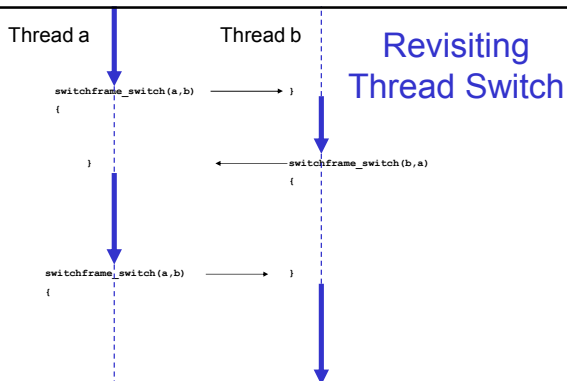 Thread a
Thread b
Revisiting
Thread Switch
switchframe_switch(a,b)
}
{
}
switchframe_switch(b,a)
{
switchframe_switch(a,b)
}
{